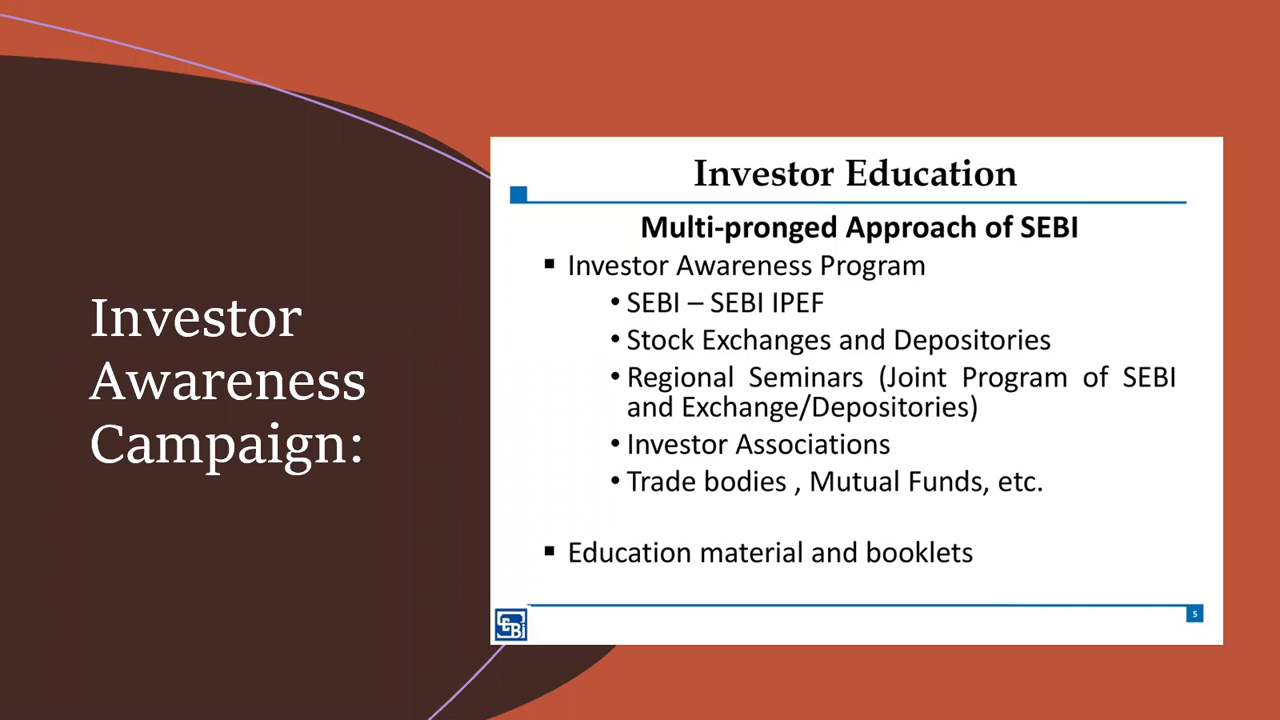 Investor
Awareness
Campaign:
Investor Education
Multi-pronged Approach of SEBI
▪ Investor Awareness Program
• SEBI – SEBI IPEF
• Stock Exchanges and Depositories
• Regional Seminars (Joint Program of SEBI
and Exchange/Depositories)
• Investor Associations
• Trade bodies , Mutual Funds, etc.
▪ Education material and booklets
SEBI
5